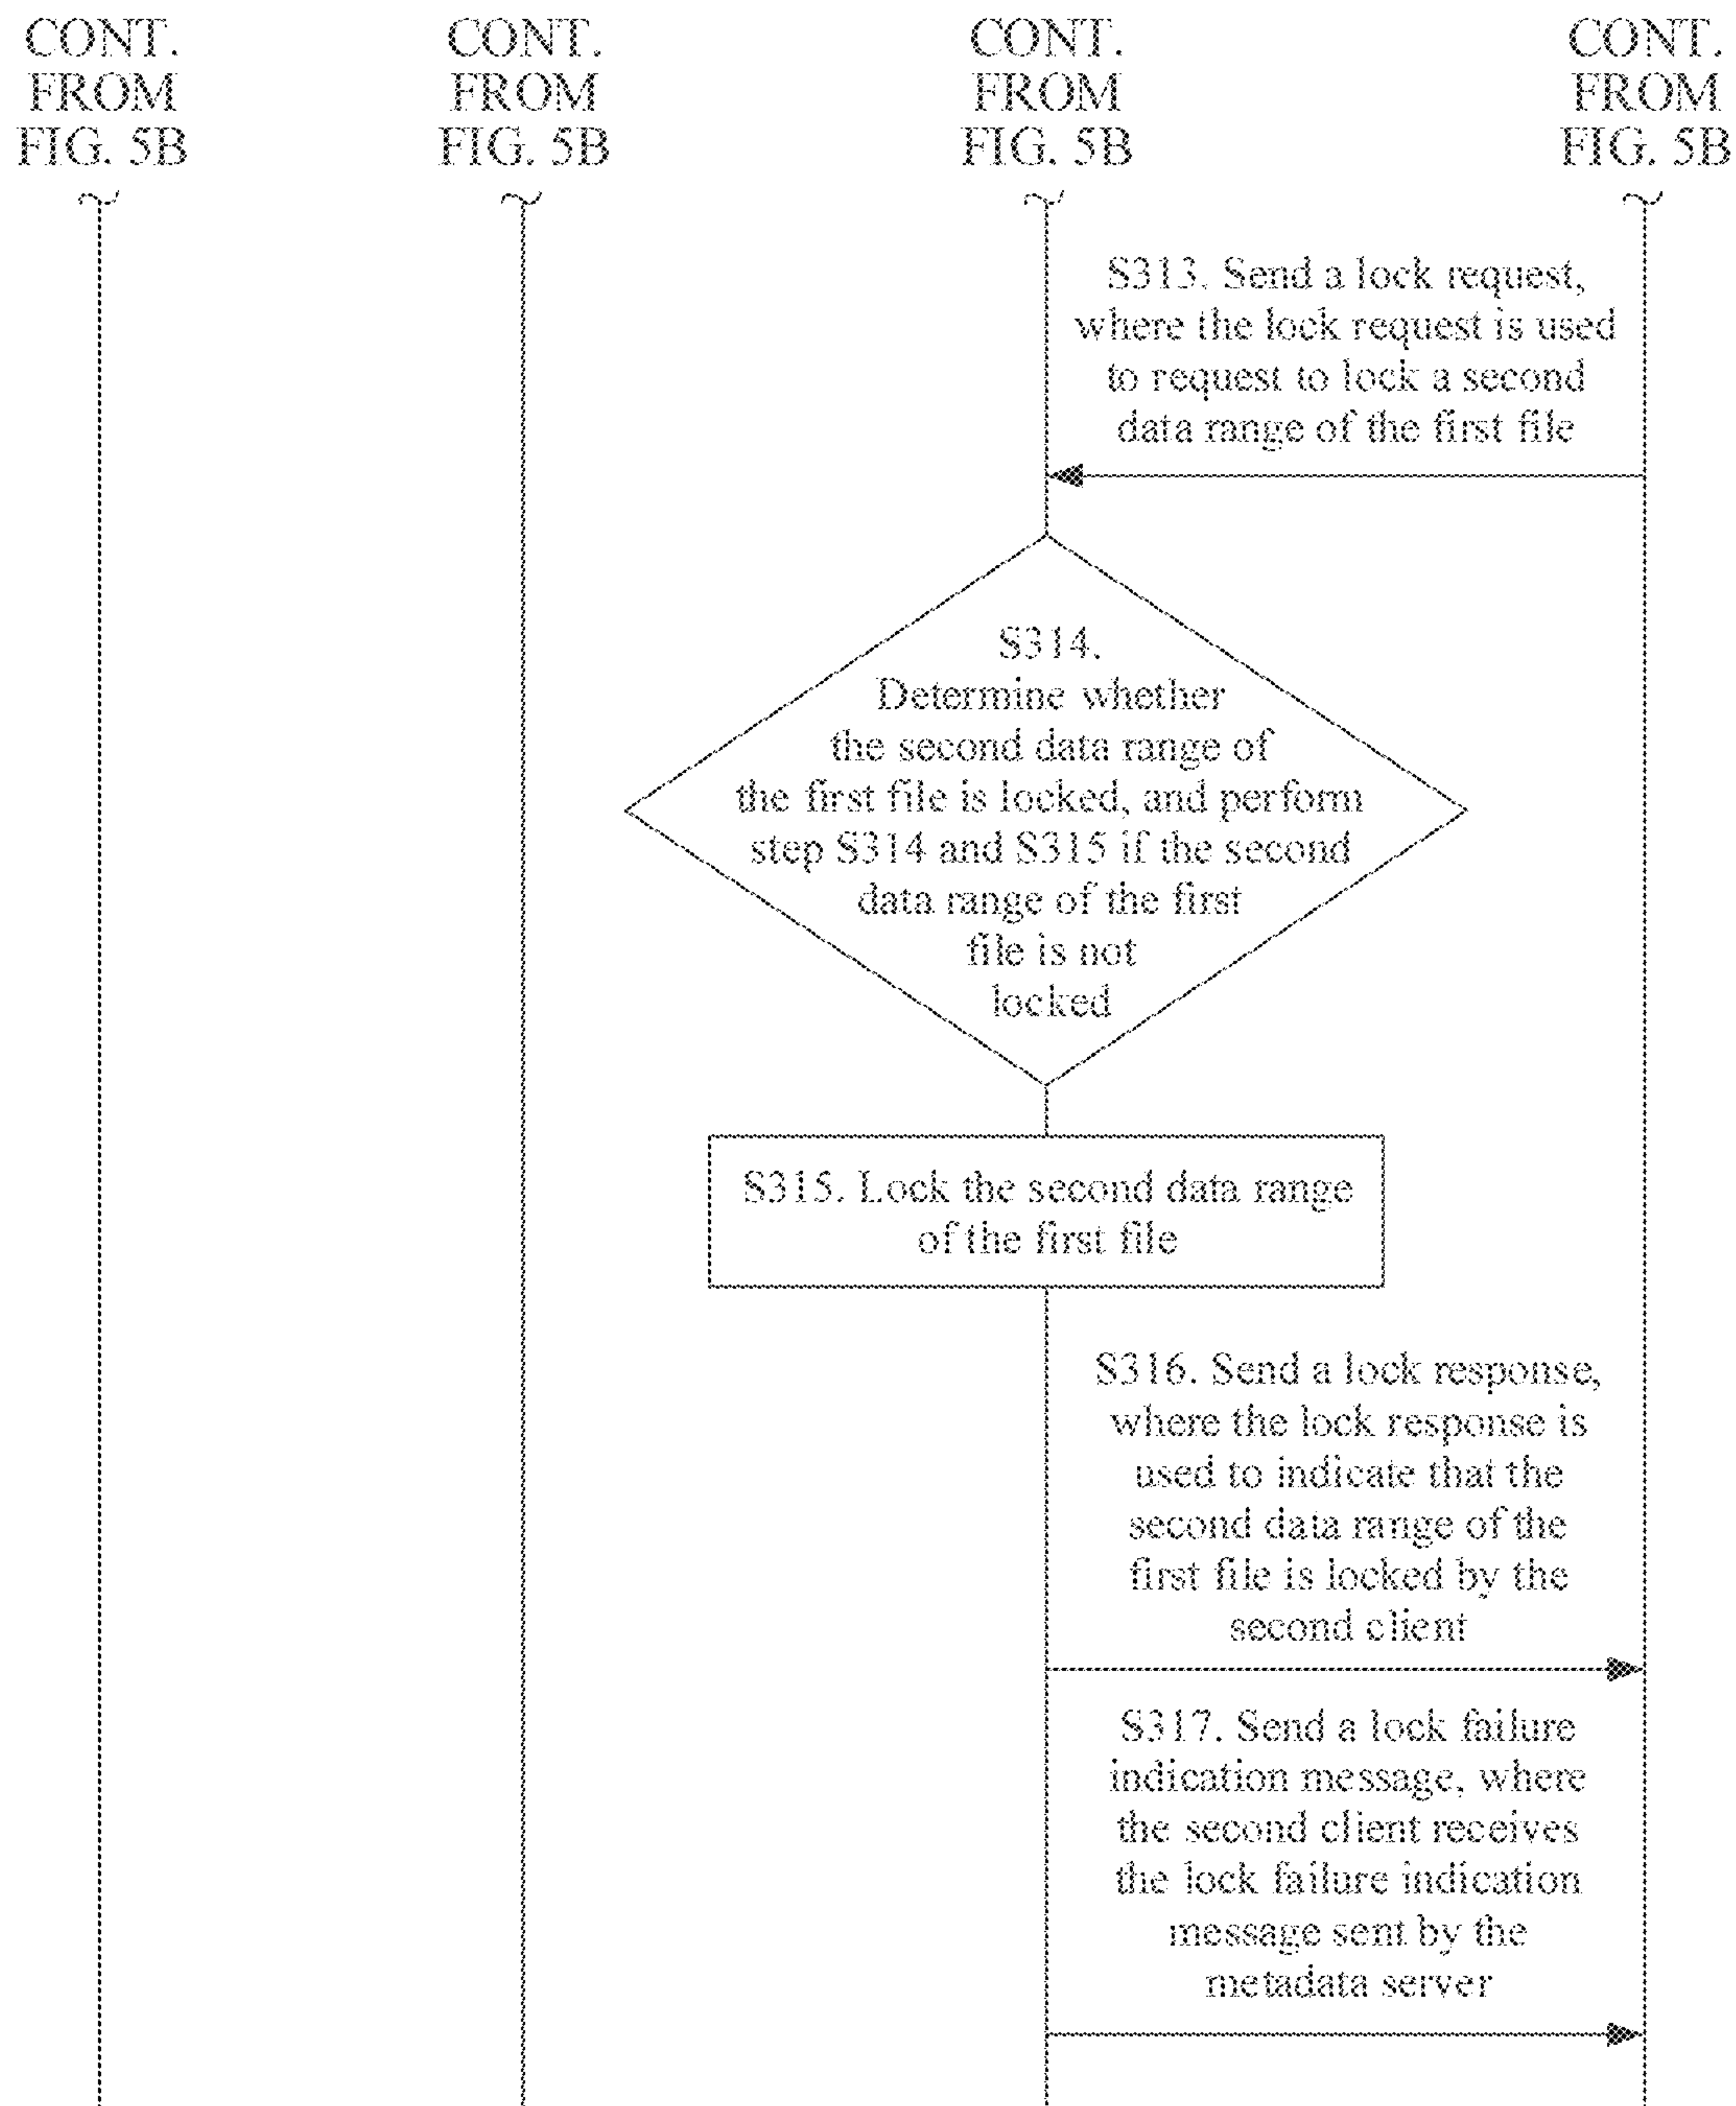 CONT.
FROM
FIG. 5B
CONT.
FROM
FIG. 5B
CONT.
FROM
FIG. 5B
CONT.
FROM
FIG. 5B
S313. Send a lock request,
where the lock request is used
to request to lock a second
data range of the first file
S314.
Determine whether
the second data range of
the first file is locked, and perform
step S314 and S315 if the second
data range of the first
file is not
locked
S315. Lock the second data range
of the first file
S316. Send a lock response,
where the lock response is
used to indicate that the
second data range of the
first file is locked by the
second client
S317. Send a lock failure
indication message, where
the second client receives
the lock failure indication
message sent by the
metadata server